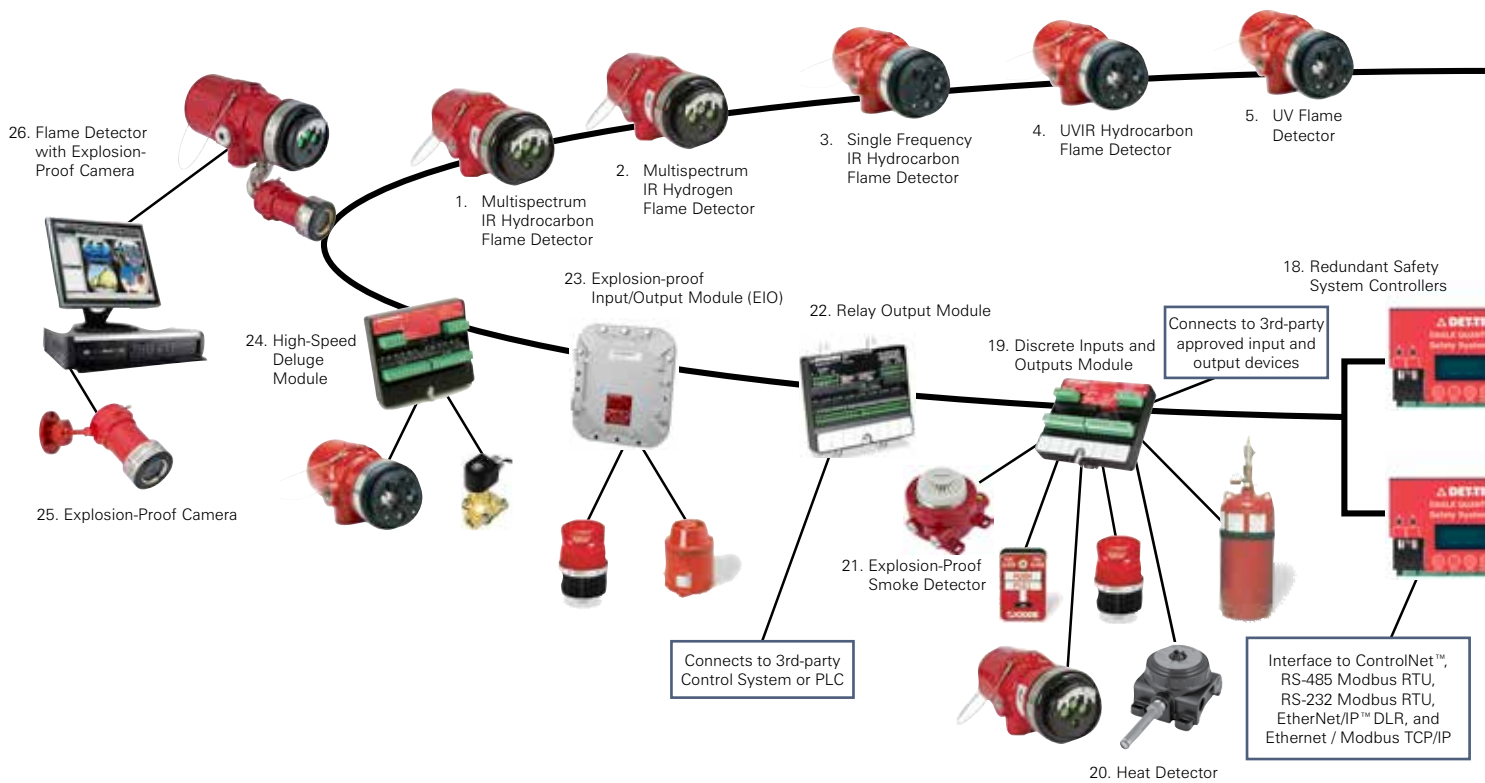 26. Flame Detector
with Explosion-
Proof Camera
1. Multispectrum
IR Hydrocarbon
Flame Detector
2. Multispectrum
IR Hydrogen
Flame Detector
3. Single Frequency
IR Hydrocarbon
Flame Detector
4. UVIR Hydrocarbon
Flame Detector
5. UV Flame
Detector
23. Explosion-proof
Input/Output Module (EIO)
24. High-Speed
Deluge
Module
22. Relay Output Module
19. Discrete Inputs and
Outputs Module
Connects to 3rd-party
approved input and
output devices
18. Redundant Safety
System Controllers
DET-TR
EAGLE QUANT
Safety System
25. Explosion-Proof Camera
21. Explosion-Proof
Smoke Detector
DET-TR
EAGLE QUANT
Safety System
Connects to 3rd-party
Control System or PLC
Interface to ControlNet™,
RS-485 Modbus RTU,
RS-232 Modbus RTU,
EtherNet/IP™ DLR, and
Ethernet / Modbus TCP/IP
20. Heat Detector